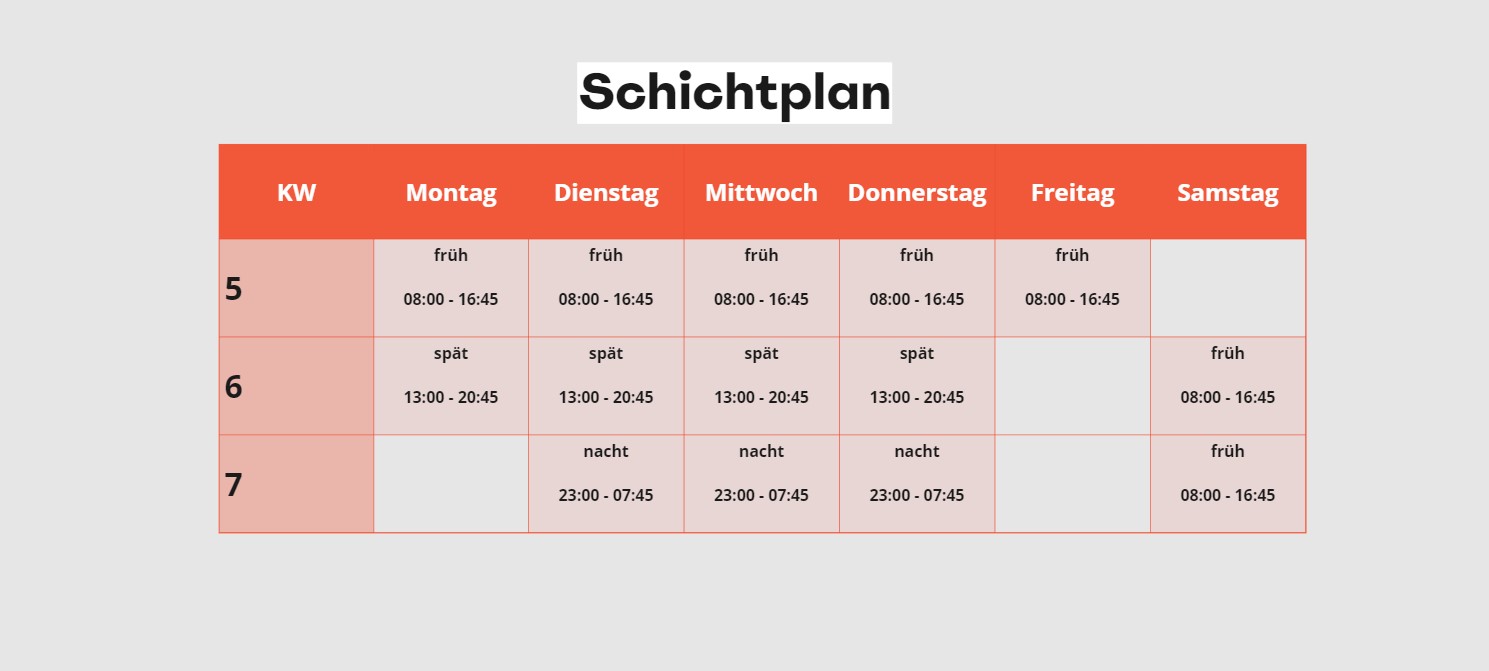 Schichtplan
KW Montag Dienstag Mittwoch Donnerstag Freitag Samstag
5
früh früh früh früh früh
08:00 - 16:45 08:00 - 16:45 08:00 - 16:45 08:00 - 16:45 08:00 - 16:45
6
spät spät spät spät früh
13:00 - 20:45 13:00 - 20:45 13:00 - 20:45 13:00 - 20:45 08:00 - 16:45
7
nacht nacht nacht früh
23:00 - 07:45 23:00 - 07:45 23:00 - 07:45 08:00 - 16:45